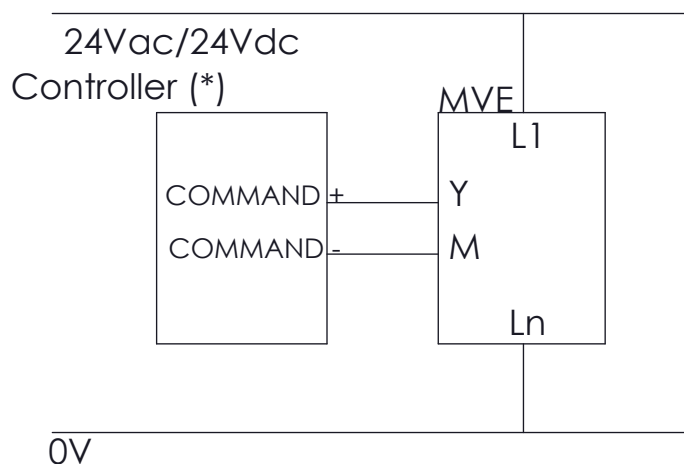 24Vac/24Vdc
Controller (*)
MVE
L1
COMMAND +
Y
COMMAND -
M
Ln
0V